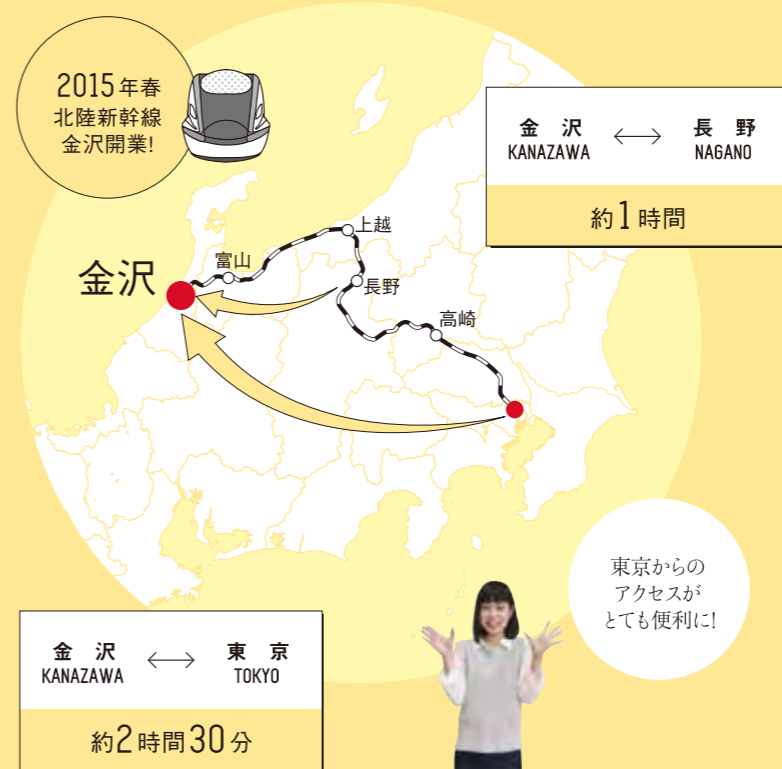 2015年春
北陸新幹線
金沢開業!
金沢 ⟷ 長野
KANAZAWA NAGANO
約1時間
上越
富山
金沢
長野
高崎
東京からの
アクセスが
とても便利に!
金沢 ⟷ 東京
KANAZAWA TOKYO
約2時間30分